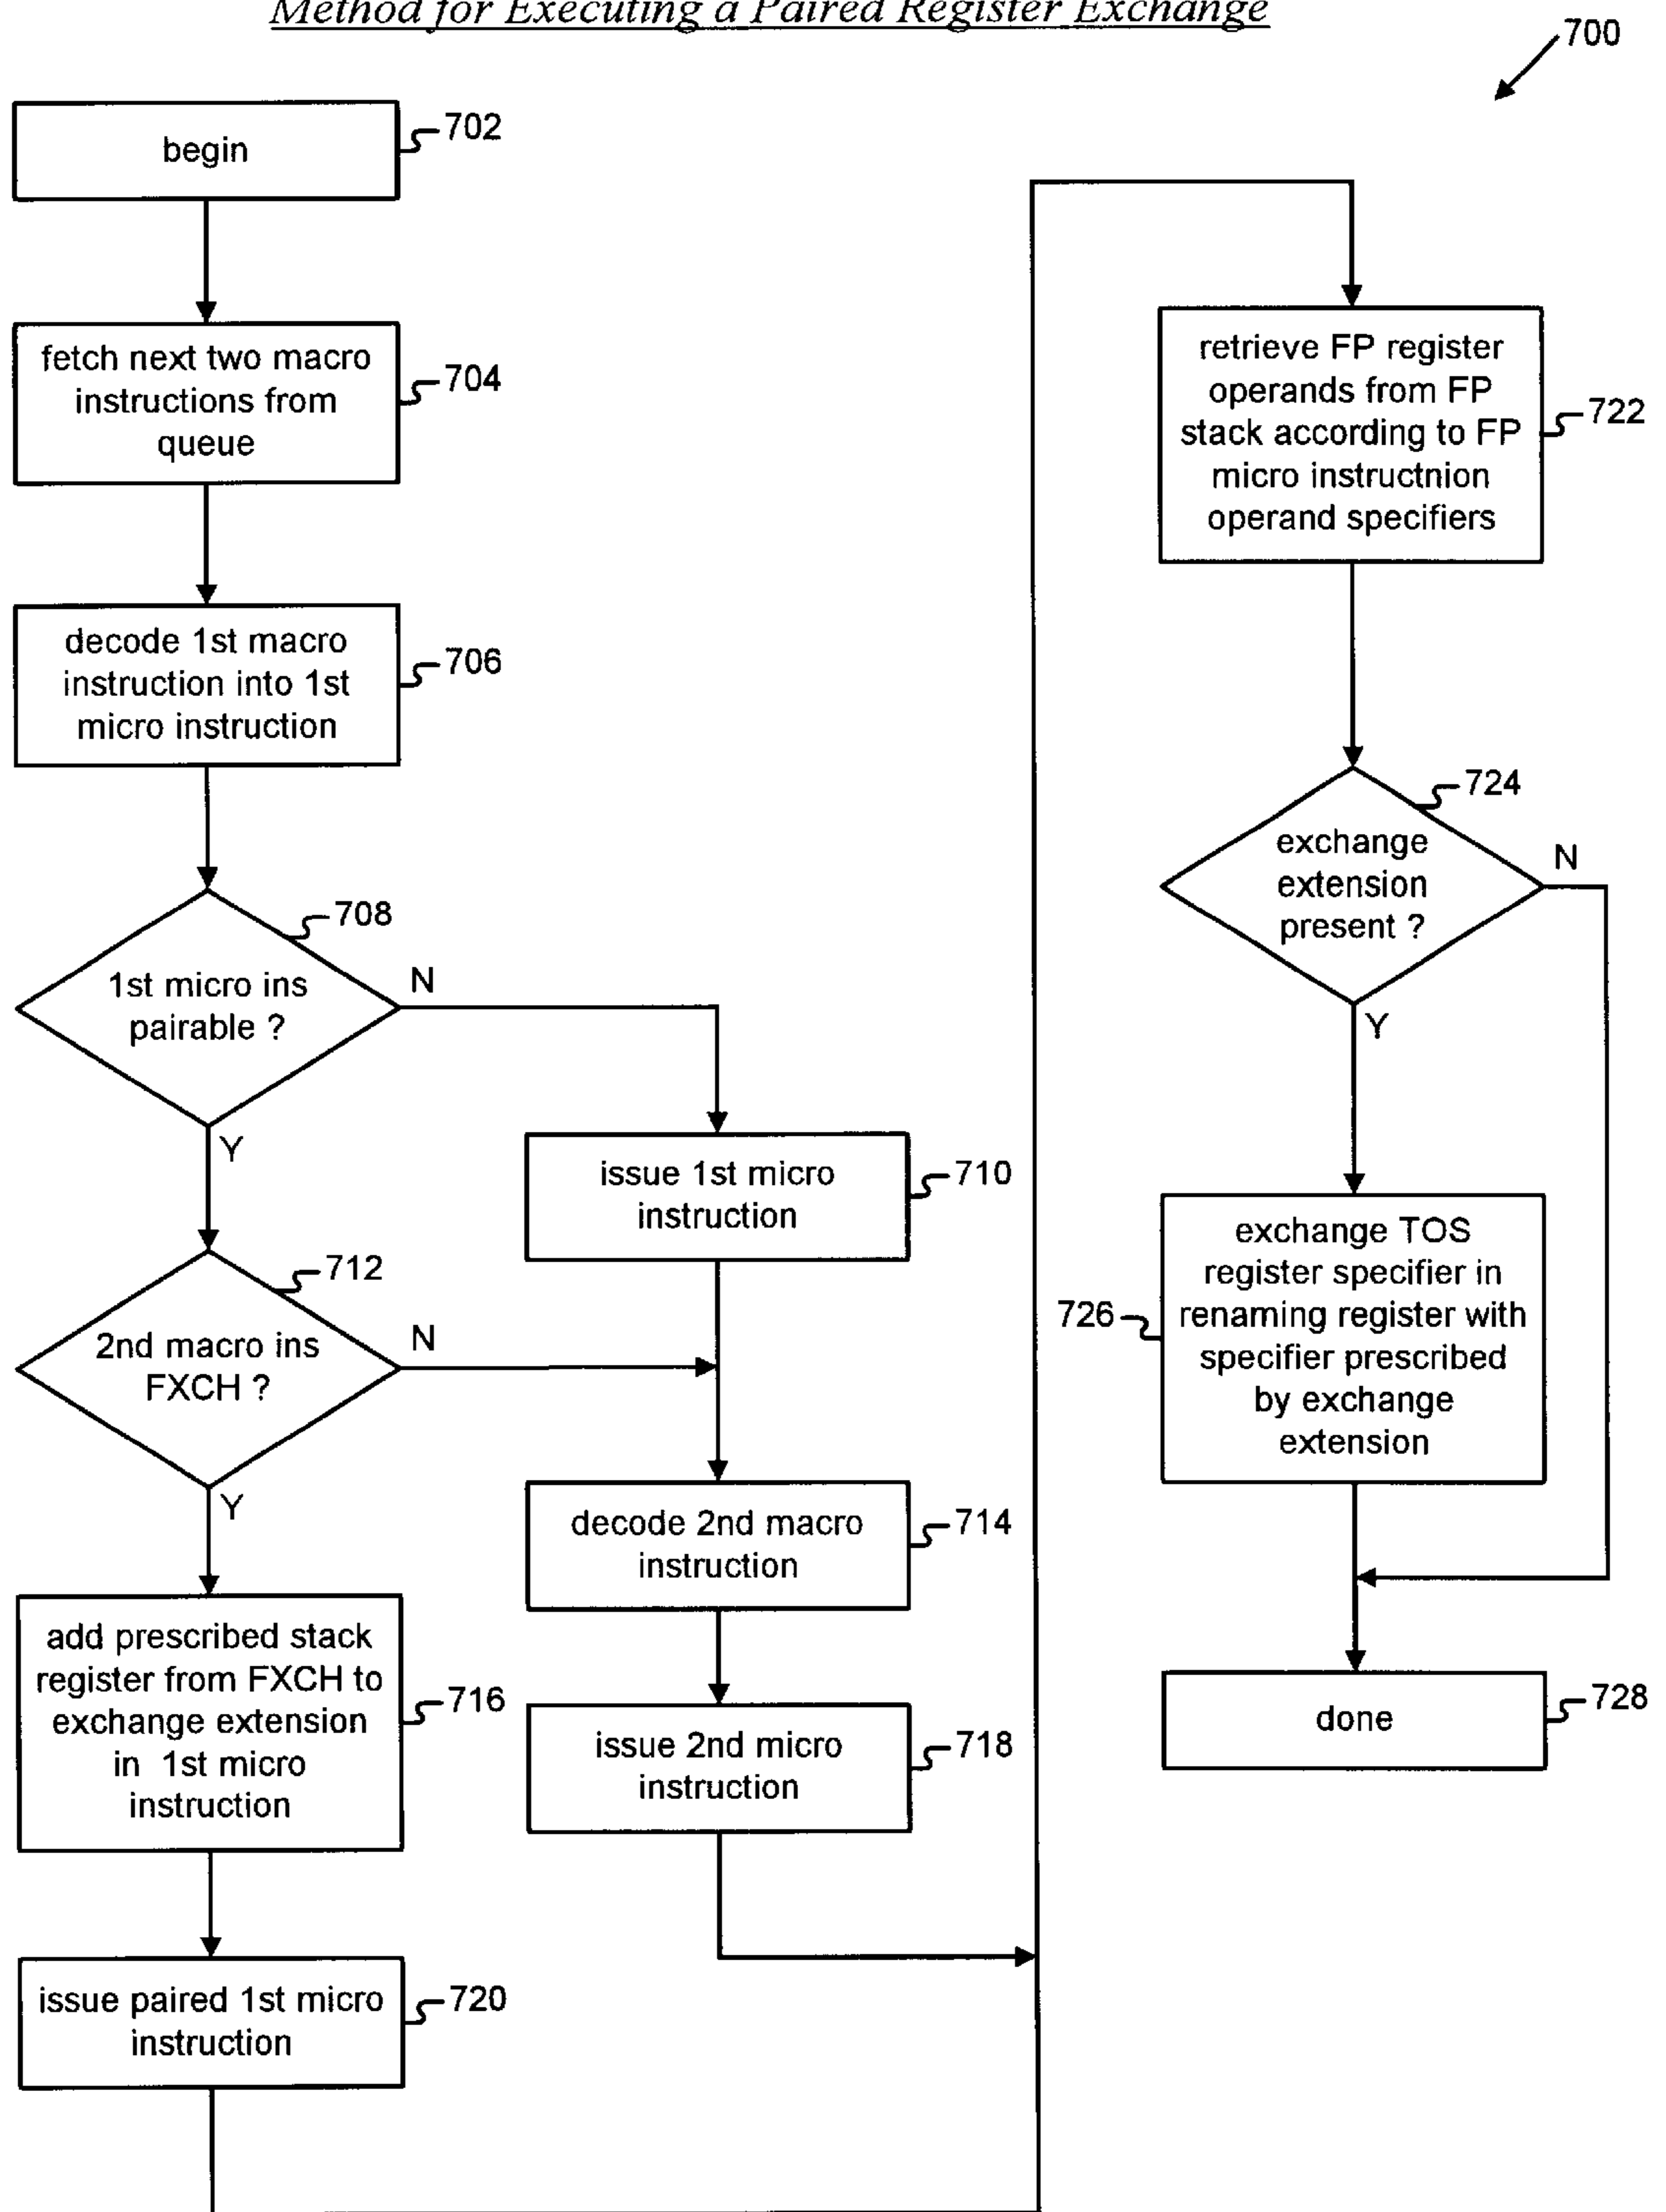 Method for Executing a Paired Register Exchange
700
begin
702
fetch next two macro
instructions from
queue
704
decode 1st macro
instruction into 1st
micro instruction
706
708
1st micro ins
pairable ?
N
Y
issue 1st micro
instruction
710
712
2nd macro ins
FXCH ?
N
Y
decode 2nd macro
instruction
714
add prescribed stack
register from FXCH to
exchange extension
in 1st micro
instruction
716
issue 2nd micro
instruction
718
issue paired 1st micro
instruction
720
retrieve FP register
operands from FP
stack according to FP
micro instructnion
operand specifiers
722
724
exchange
extension
present ?
N
Y
726
exchange TOS
register specifier in
renaming register with
specifier prescribed
by exchange
extension
done
728